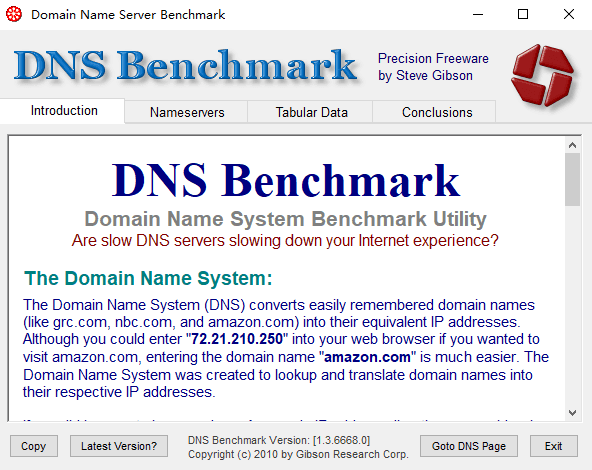 Domain Name Server Benchmark
DNS Benchmark
Precision Freeware
by Steve Gibson
Introduction
Nameservers
Tabular Data
Conclusions
DNS Benchmark
Domain Name System Benchmark Utility
Are slow DNS servers slowing down your Internet experience?
The Domain Name System:
The Domain Name System (DNS) converts easily remembered domain names
(like grc.com, nbc.com, and amazon.com) into their equivalent IP addresses.
Although you could enter "72.21.210.250" into your web browser if you wanted to
visit amazon.com, entering the domain name "amazon.com" is much easier. The
Domain Name System was created to lookup and translate domain names into
their respective IP addresses.
Copy
Latest Version?
DNS Benchmark Version: [1.3.6668.0]
Copyright (c) 2010 by Gibson Research Corp.
Goto DNS Page
Exit